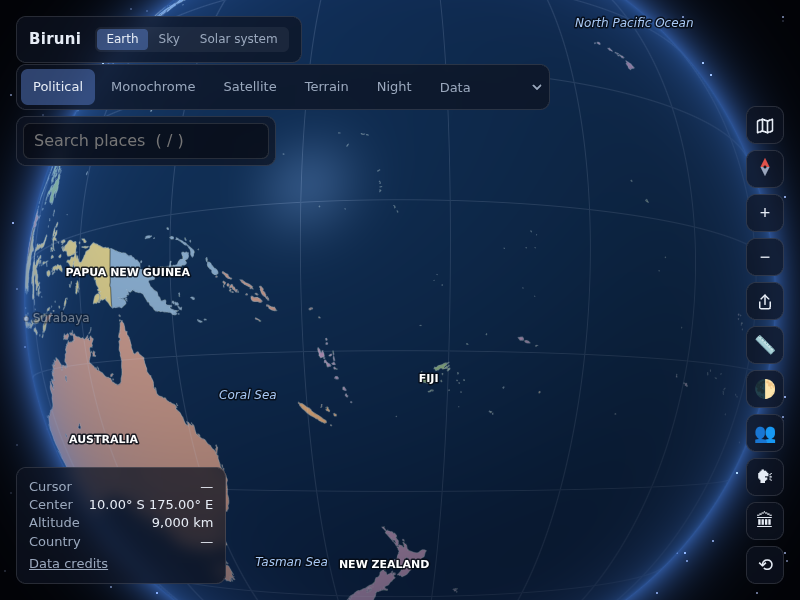 Biruni Earth Sky Solar system
Political Monochrome Satellite Terrain Night Data
Search places ( / )
North Pacific Ocean
PAPUA NEW GUINEA
Surabaya
Coral Sea
FIJI
AUSTRALIA
Tasman Sea
NEW ZEALAND
Cursor —
Center 10.00° S 175.00° E
Altitude 9,000 km
Country —
Data credits